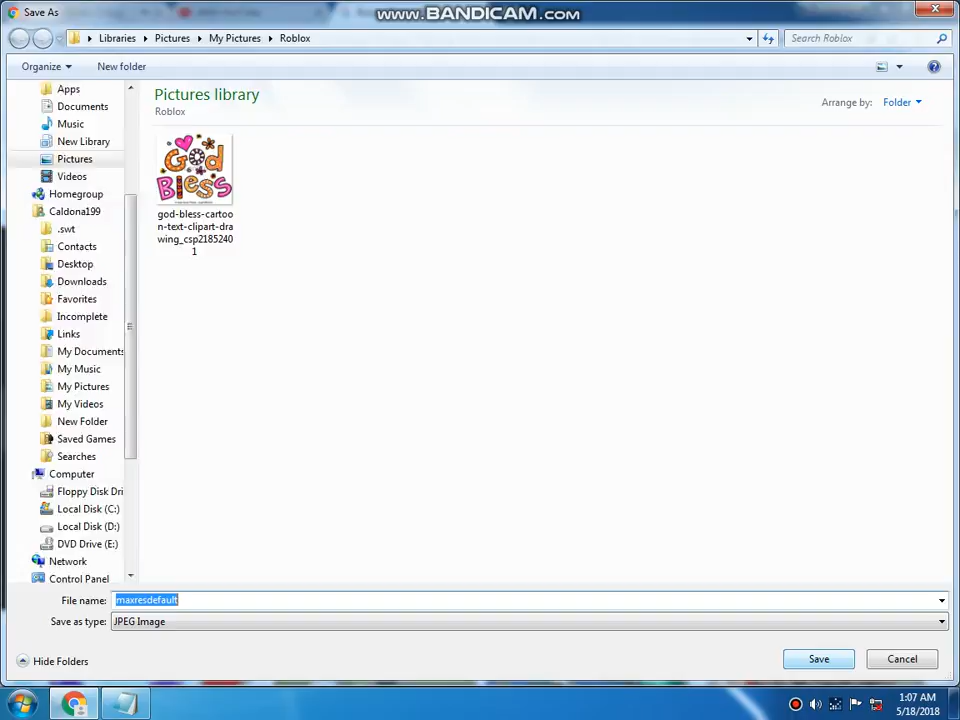 Save As
www.BANDICAM.com
Libraries
Pictures
My Pictures
Roblox
Search Roblox
Organize
New folder
Apps
Documents
Music
New Library
Pictures
Videos
Homegroup
Caldona199
.swt
Contacts
Desktop
Downloads
Favorites
Incomplete
Links
My Documents
My Music
My Pictures
My Videos
New Folder
Saved Games
Searches
Computer
Floppy Disk Dri
Local Disk (C:)
Local Disk (D:)
DVD Drive (E:)
Network
Control Panel
Pictures library
Roblox
Arrange by: Folder
God
Bless
god-bless-cartoo
n-text-clipart-dra
wing_csp2185240
1
File name: maxresdefault
Save as type: JPEG Image
Hide Folders
Save
Cancel
1:07 AM
5/18/2018